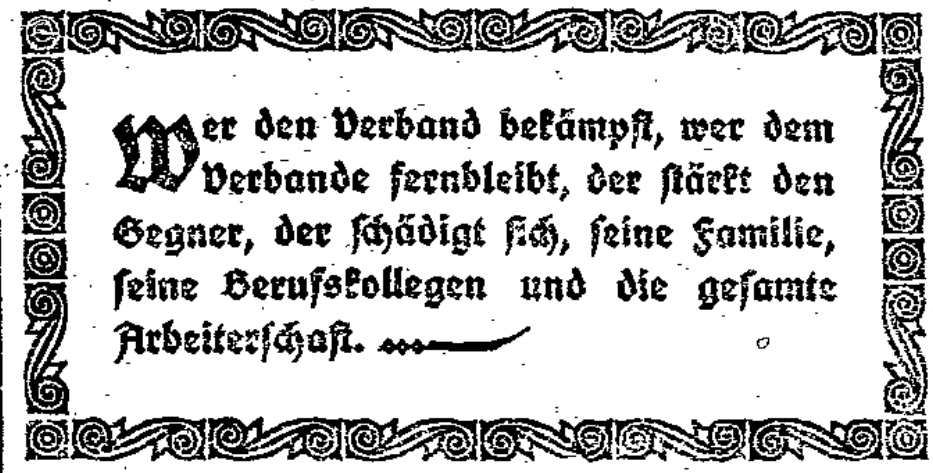 Wer den Verband bekämpft, wer dem
Verbande fernbleibt, der stärkt den
Gegner, der schädigt sich, seine Familie,
seine Berufskollegen und die gesamte
Arbeiterschaft.